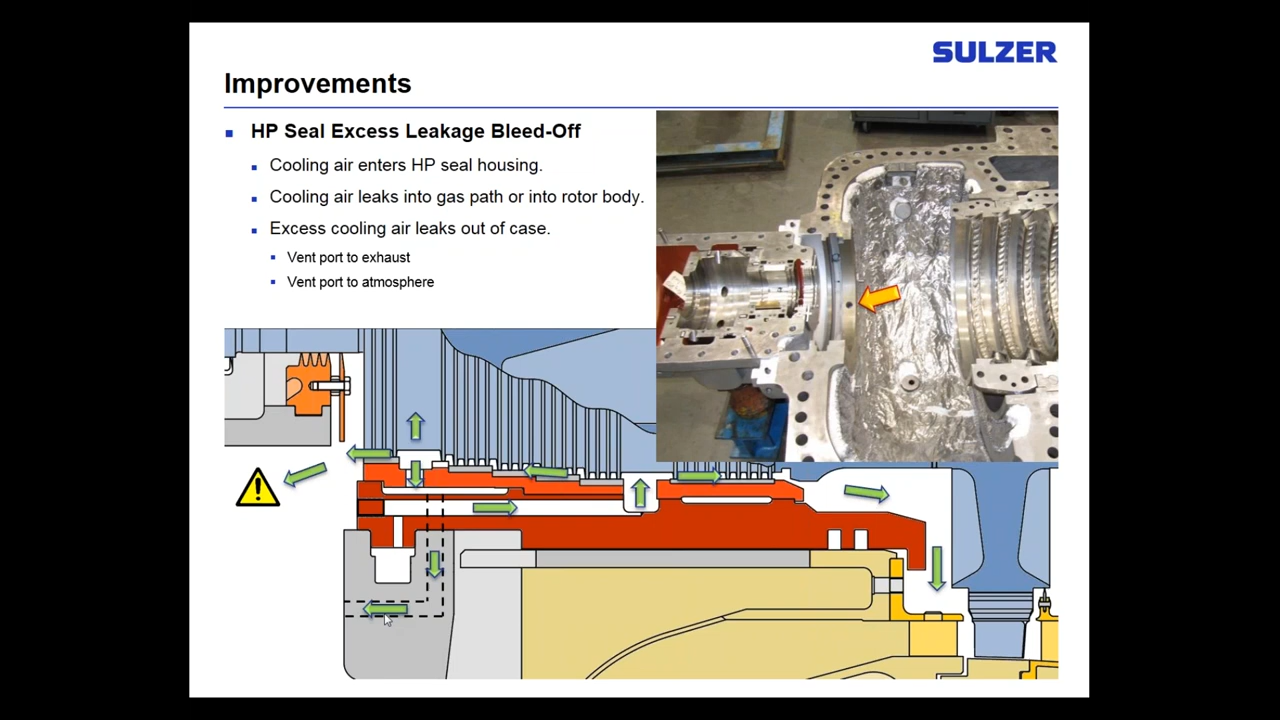 SULZER
Improvements
HP Seal Excess Leakage Bleed-Off
Cooling air enters HP seal housing.
Cooling air leaks into gas path or into rotor body.
Excess cooling air leaks out of case.
Vent port to exhaust
Vent port to atmosphere